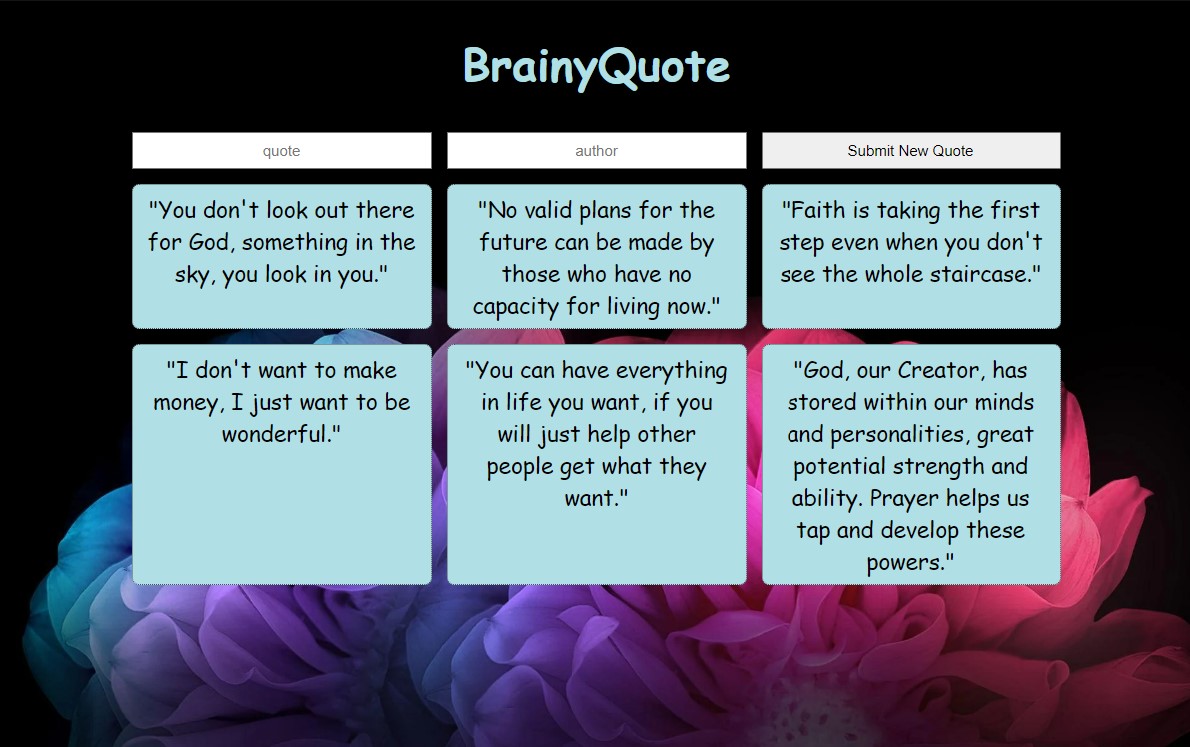 BrainyQuote
quote
author
Submit New Quote
"You don't look out there
for God, something in the
sky, you look in you."
"No valid plans for the
future can be made by
those who have no
capacity for living now."
"Faith is taking the first
step even when you don't
see the whole staircase."
"I don't want to make
money, I just want to be
wonderful."
"You can have everything
in life you want, if you
will just help other
people get what they
want."
"God, our Creator, has
stored within our minds
and personalities, great
potential strength and
ability. Prayer helps us
tap and develop these
powers."